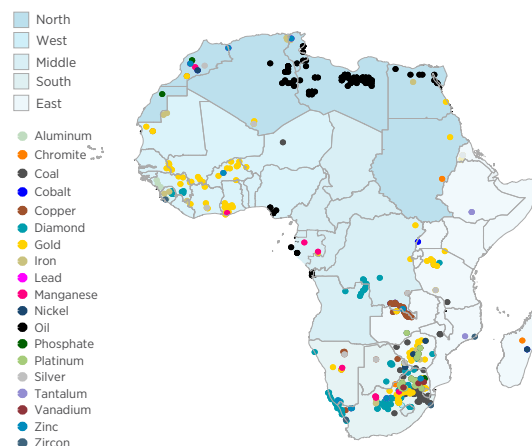 North
West
Middle
South
East
Aluminum
Chromite
Coal
Cobalt
Copper
Diamond
Gold
Iron
Lead
Manganese
Nickel
Oil
Phosphate
Platinum
Silver
Tantalum
Vanadium
Zinc
Zircon